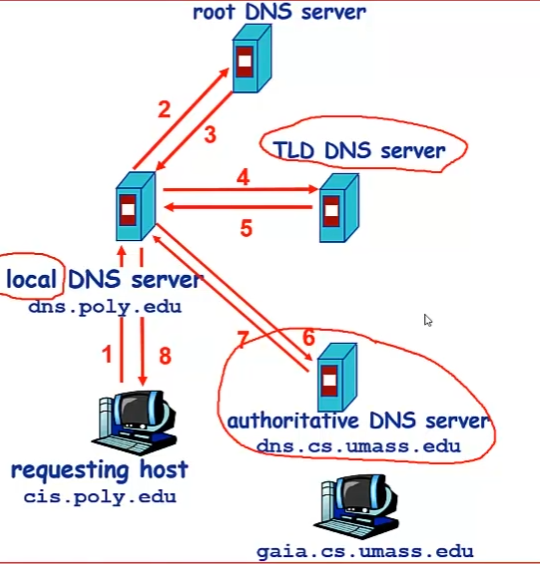 root DNS server
2
3
TLD DNS server
4
5
local DNS server
dns.poly.edu
1
8
7
6
authoritative DNS server
dns.cs.umass.edu
requesting host
cis.poly.edu
gaia.cs.umass.edu